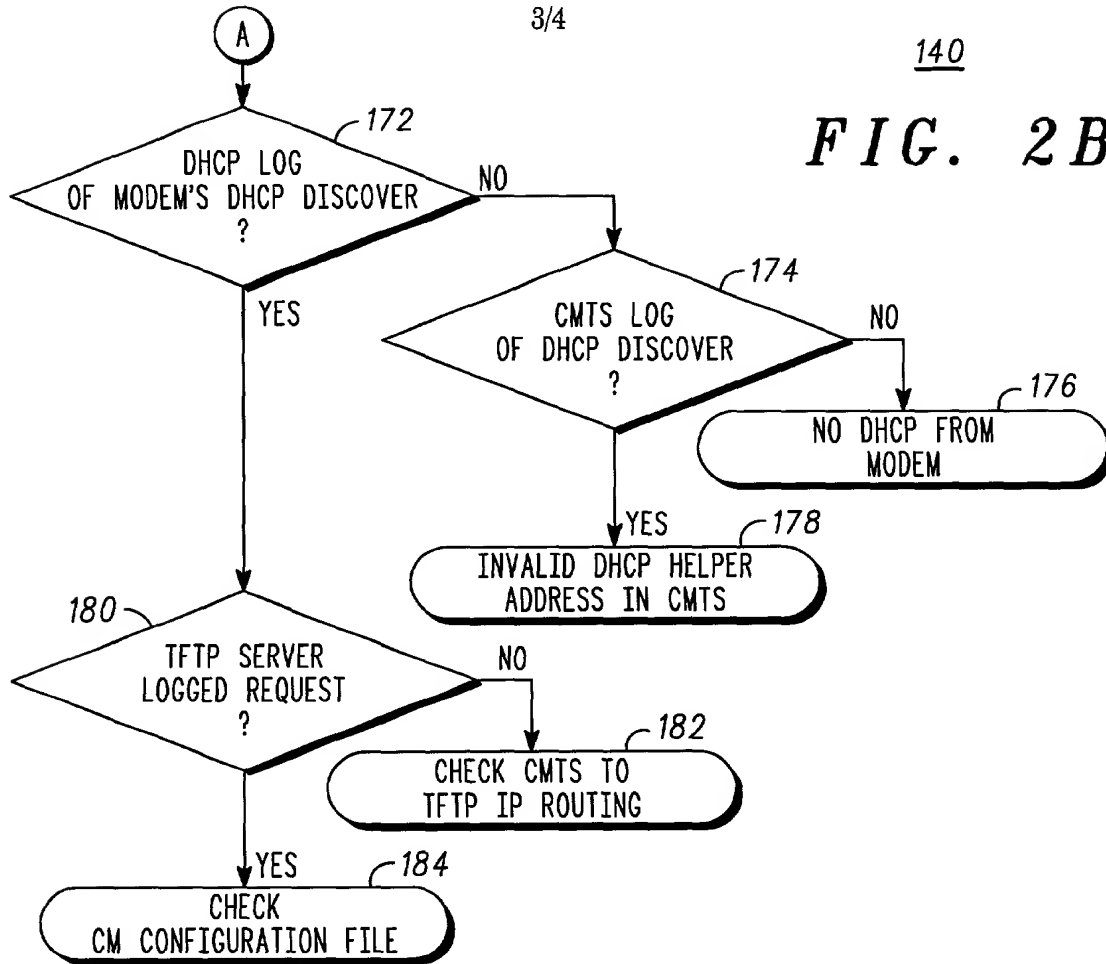 3/4
140
FIG. 2B
A
172
DHCP LOG
OF MODEM'S DHCP DISCOVER
?
NO
YES
174
CMTS LOG
OF DHCP DISCOVER
?
NO
176
NO DHCP FROM
MODEM
YES
178
INVALID DHCP HELPER
ADDRESS IN CMTS
180
TFTP SERVER
LOGGED REQUEST
?
NO
182
CHECK CMTS TO
TFTP IP ROUTING
YES
184
CHECK
CM CONFIGURATION FILE